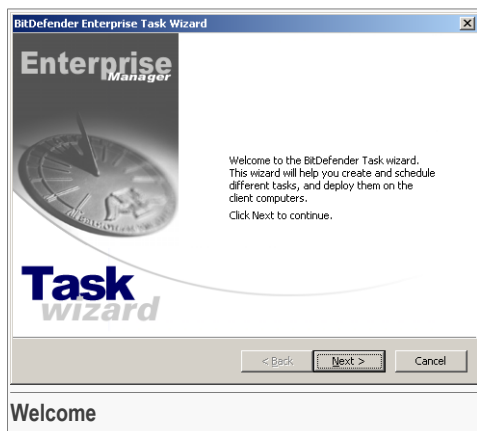 BitDefender Enterprise Task Wizard
Enterprise
Manager
Welcome to the BitDefender Task wizard.
This wizard will help you create and schedule
different tasks, and deploy them on the
client computers.
Click Next to continue.
Task
wizard
< Back
Next >
Cancel
Welcome